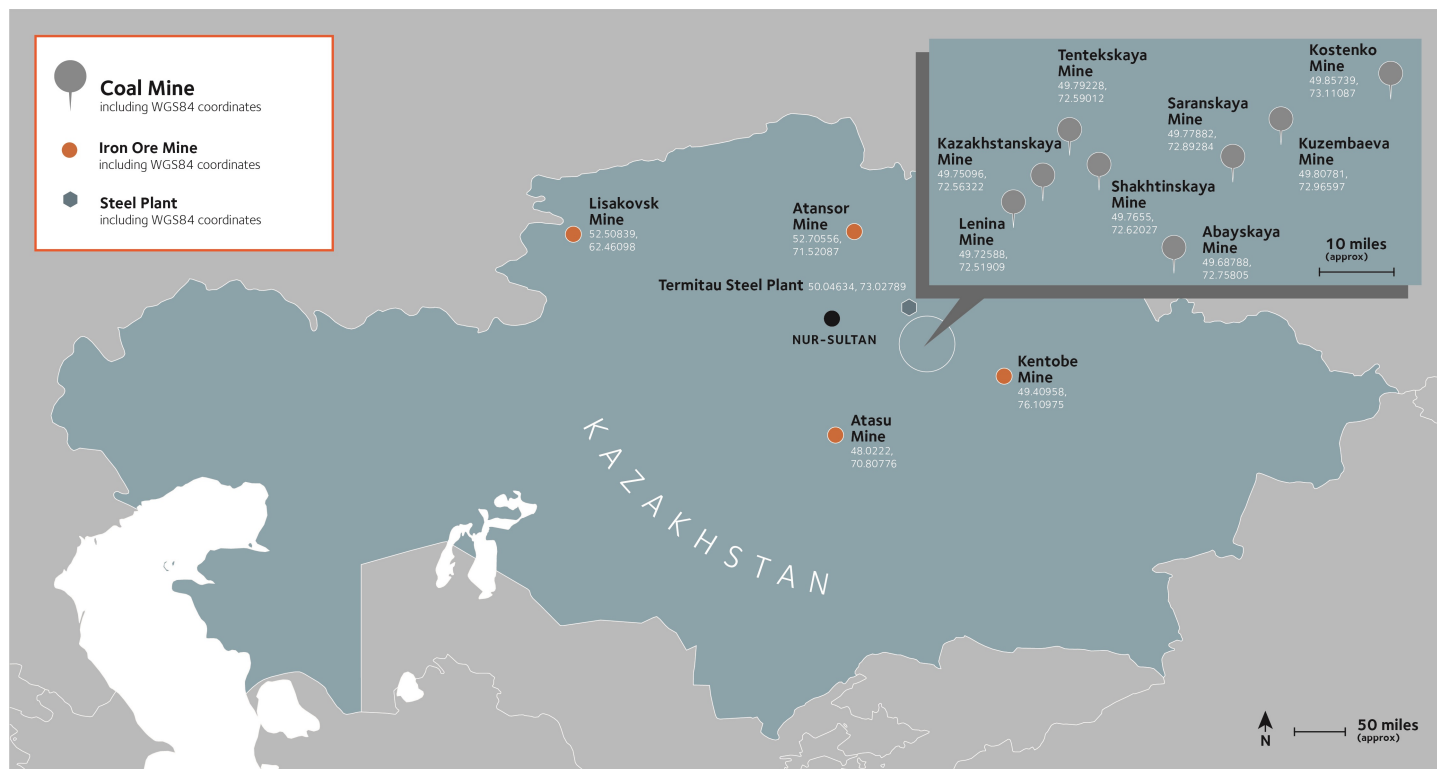 Coal Mine
including WGS84 coordinates
Iron Ore Mine
including WGS84 coordinates
Steel Plant
including WGS84 coordinates
Tentekskaya
Mine
49.79228,
72.59012
Kostenko
Mine
49.85739,
73.11087
Saranskaya
Mine
49.77882,
72.89284
Kazakhstanskaya
Mine
49.75096,
72.56322
Kuzembaeva
Mine
49.80781,
72.96597
Shakhtinskaya
Mine
49.7655,
72.62027
Lenina
Mine
49.72588,
72.51909
Abayskaya
Mine
49.68788,
72.75805
10 miles
(approx)
Lisakovsk
Mine
52.50839,
62.46098
Atansor
Mine
52.70556,
71.52087
Termitau Steel Plant 50.04634, 73.02789
NUR-SULTAN
Kentobe
Mine
49.40958,
76.10975
Atasu
Mine
48.0222,
70.80776
KAZAKHSTAN
N
50 miles
(approx)